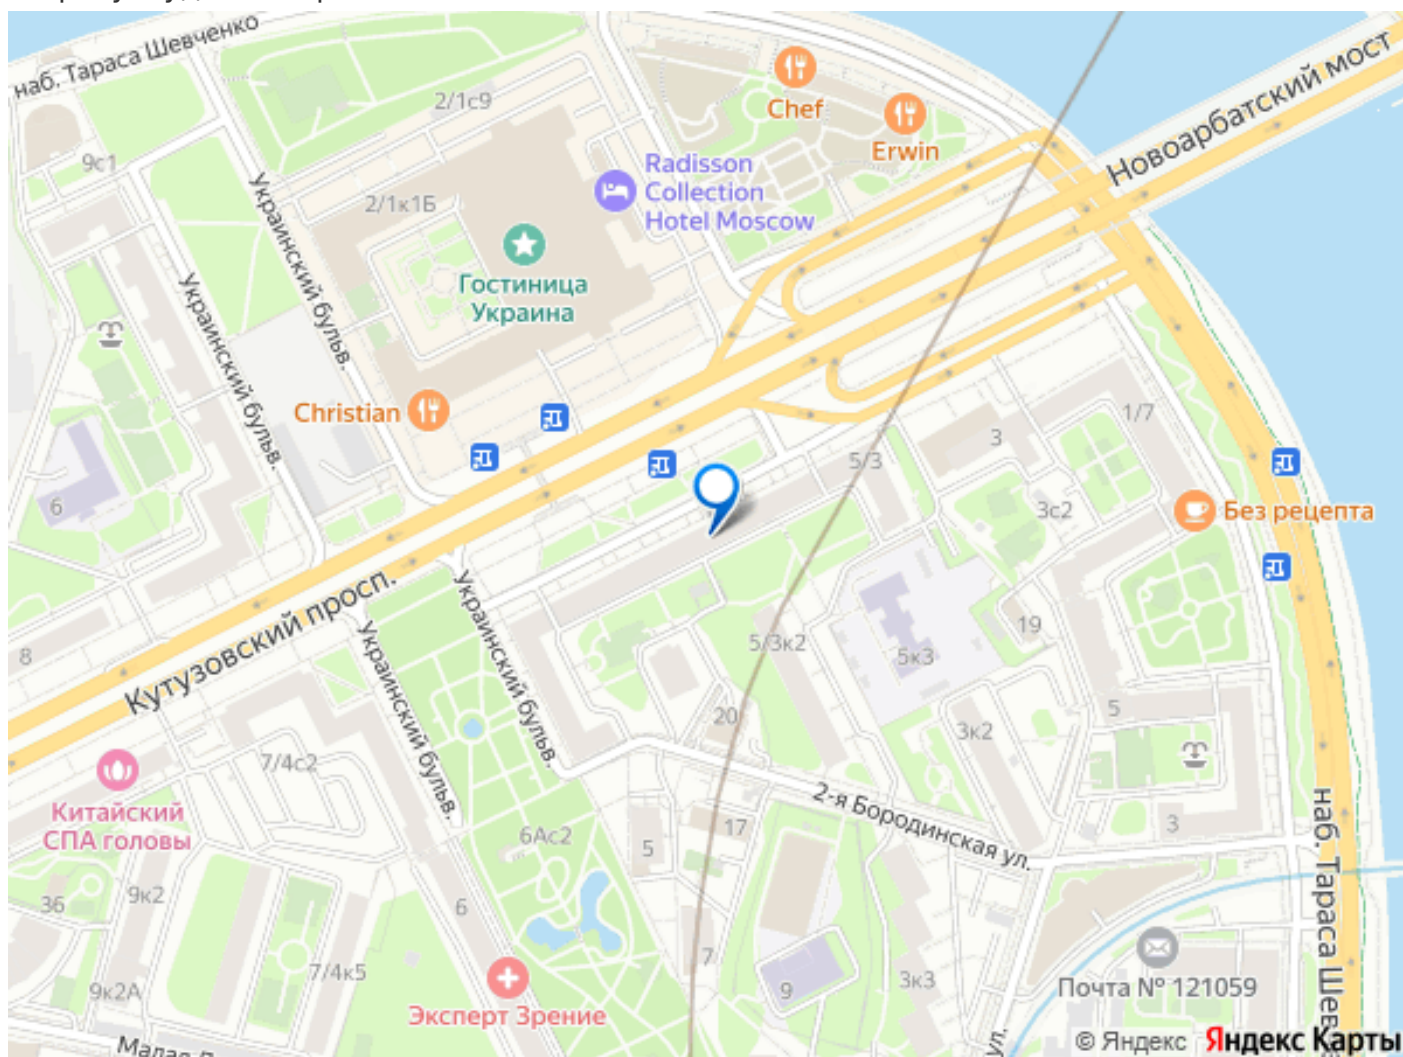 наб. Тараса Шевченко
2/1с9
Chef
Новоарбатский мост
9с1
Erwin
Radisson
Collection
Hotel Moscow
Украинский бульв.
2/1к1Б
Гостиница
Украина
Украинский бульв.
Christian
1/7
3
5/3
6
3с2
Без рецепта
Кутузовский просп.
Украинский бульв.
Украинский бульв.
19
5/3к2
5к3
8
20
5
3к2
7/4с2
Китайский
СПА головы
2-я Бородинская ул.
наб. Тараса Шев
6Ас2
17
5
3
9к2
36
6
7
7/4к5
9к2А
Эксперт Зрение
9
3к3
Почта № 121059
ул.
© Яндекс Яндекс Карты